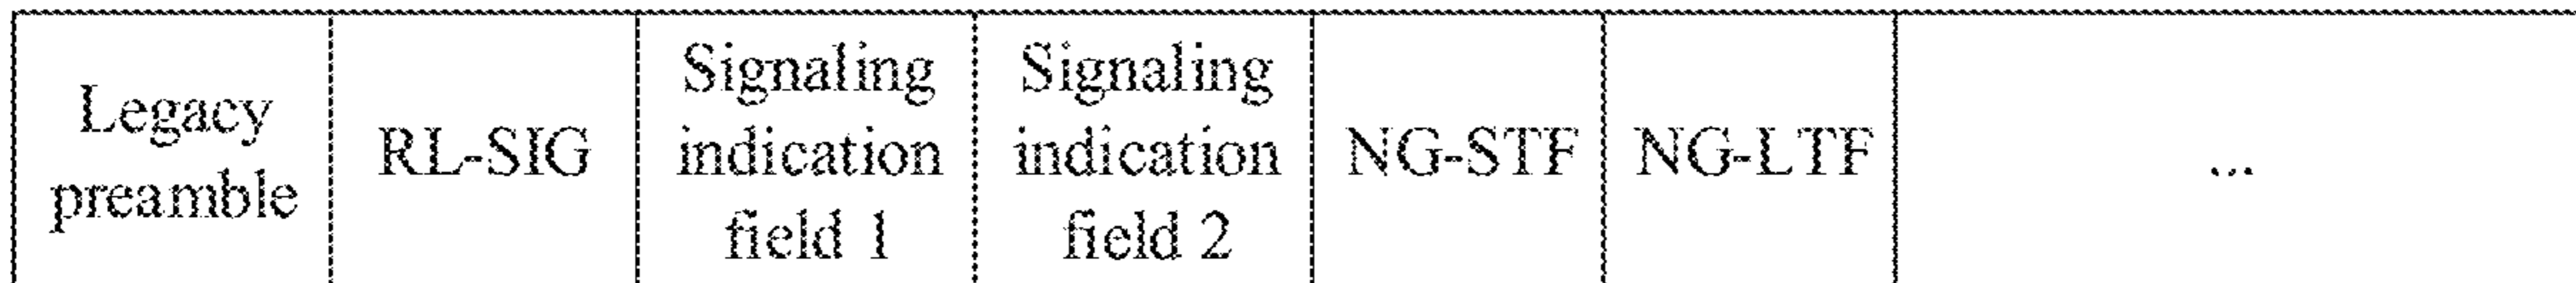 Legacy
preamble
RL-SIG
Signaling
indication
field 1
Signaling
indication
field 2
NG-STF
NG-LTF
...